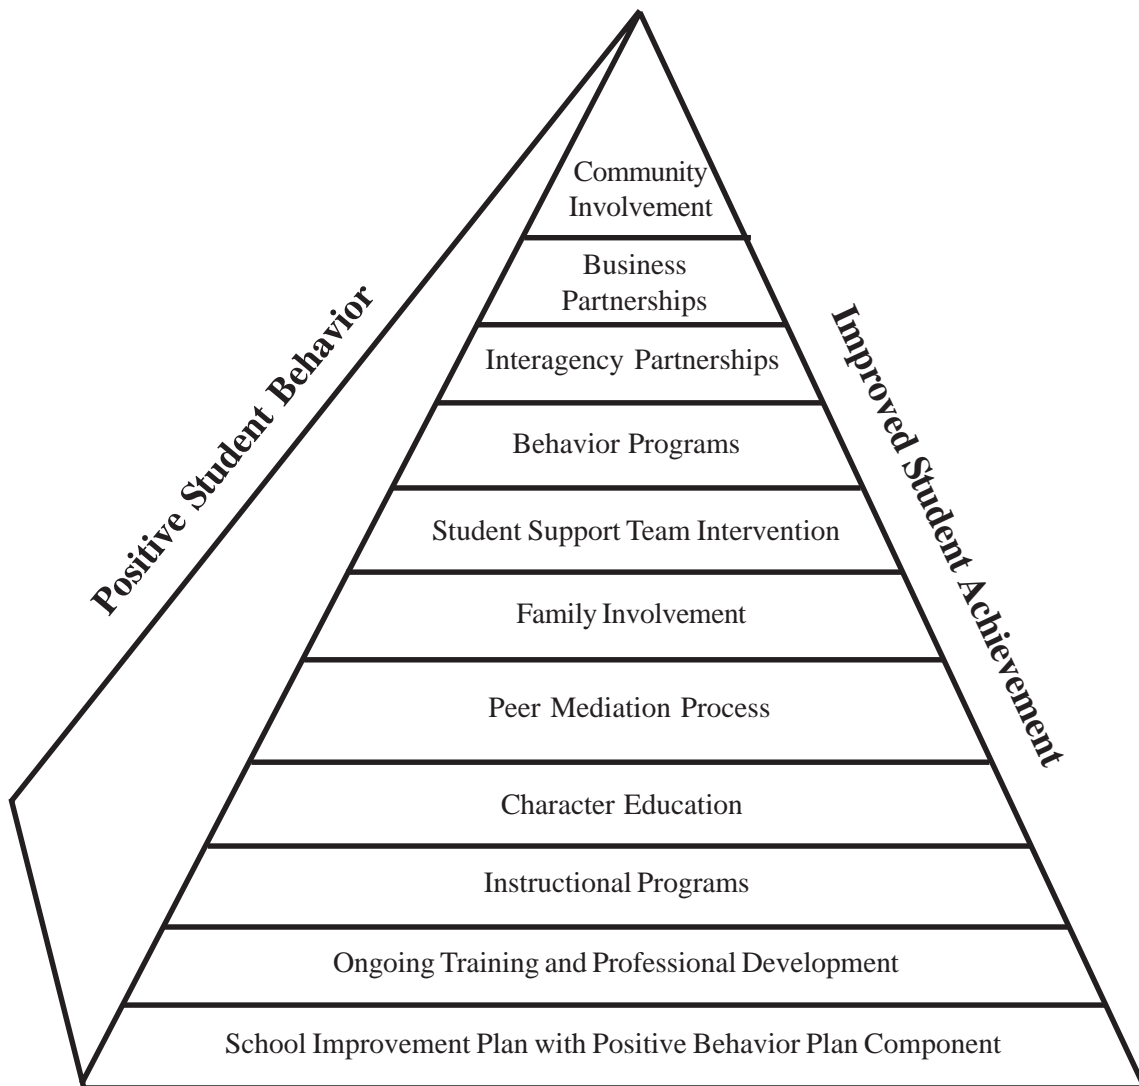 Community
Involvement
Business
Partnerships
Interagency Partnerships
Behavior Programs
Student Support Team Intervention
Family Involvement
Peer Mediation Process
Character Education
Instructional Programs
Ongoing Training and Professional Development
School Improvement Plan with Positive Behavior Plan Component
Positive Student Behavior
Improved Student Achievement